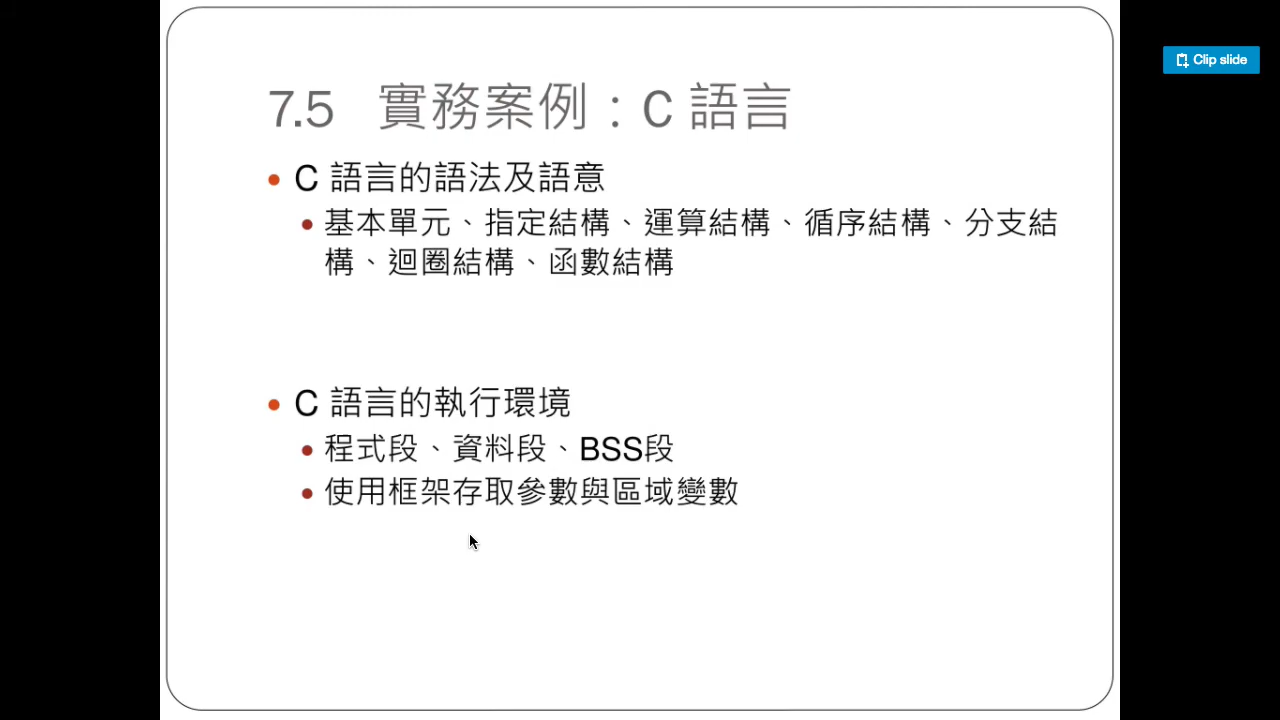 Clip slide
7.5 實務案例：C 語言
C 語言的語法及語意
基本單元、指定結構、運算結構、循序結構、分支結
構、迴圈結構、函數結構
C 語言的執行環境
程式段、資料段、BSS段
使用框架存取參數與區域變數